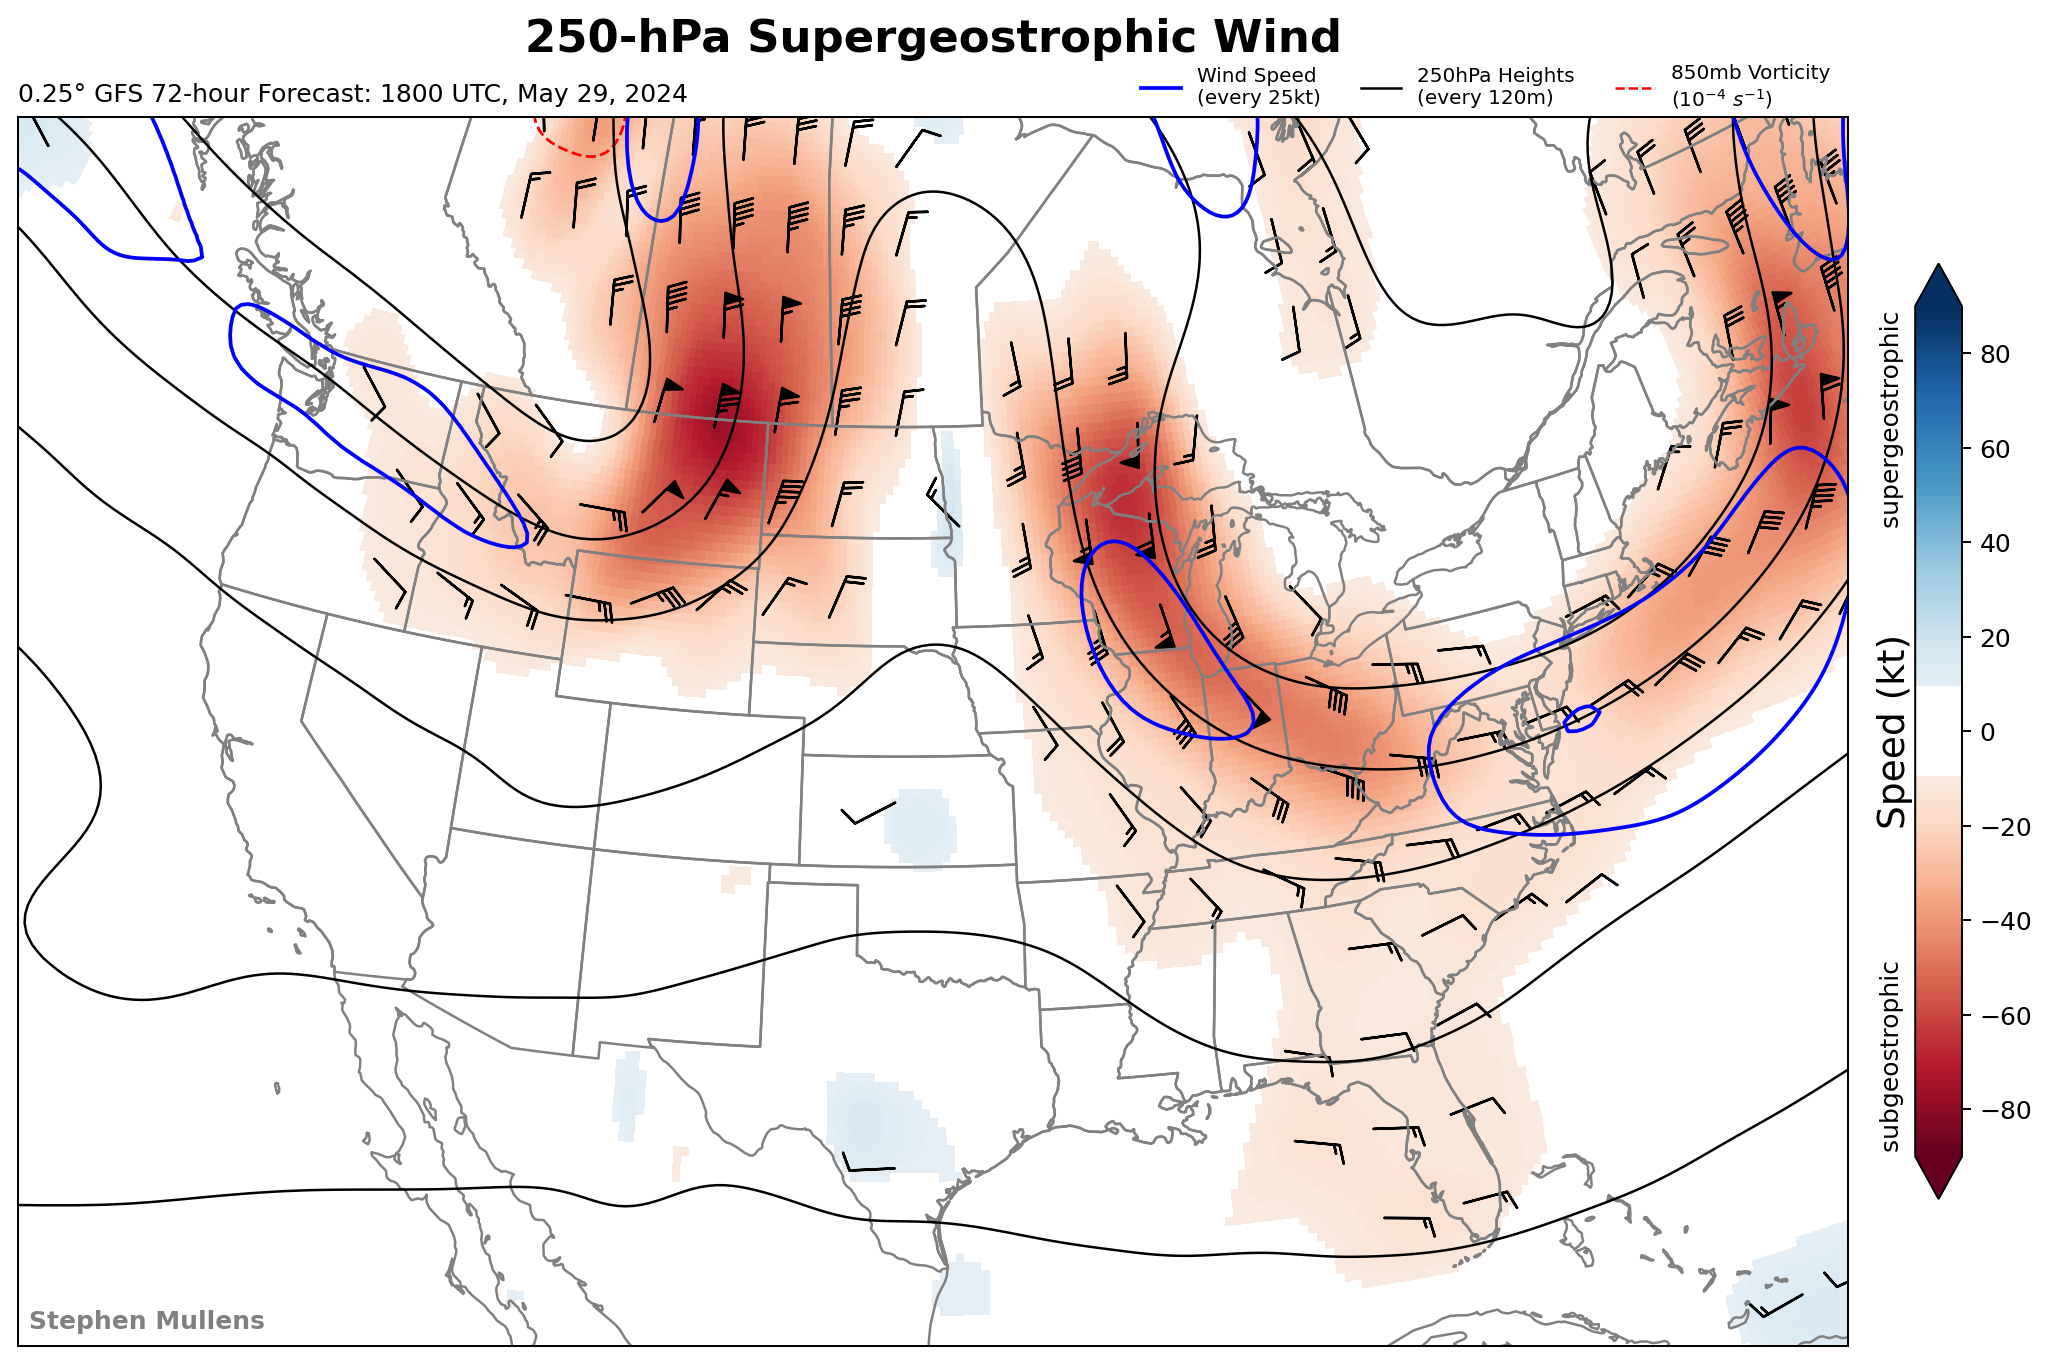 250-hPa Supergeostrophic Wind
0.25° GFS 72-hour Forecast: 1800 UTC, May 29, 2024
Wind Speed
(every 25kt)
250hPa Heights
(every 120m)
850mb Vorticity
(10⁻⁴ s⁻¹)
supergeostrophic
Speed (kt)
subgeostrophic
80
60
40
20
0
−20
−40
−60
−80
Stephen Mullens